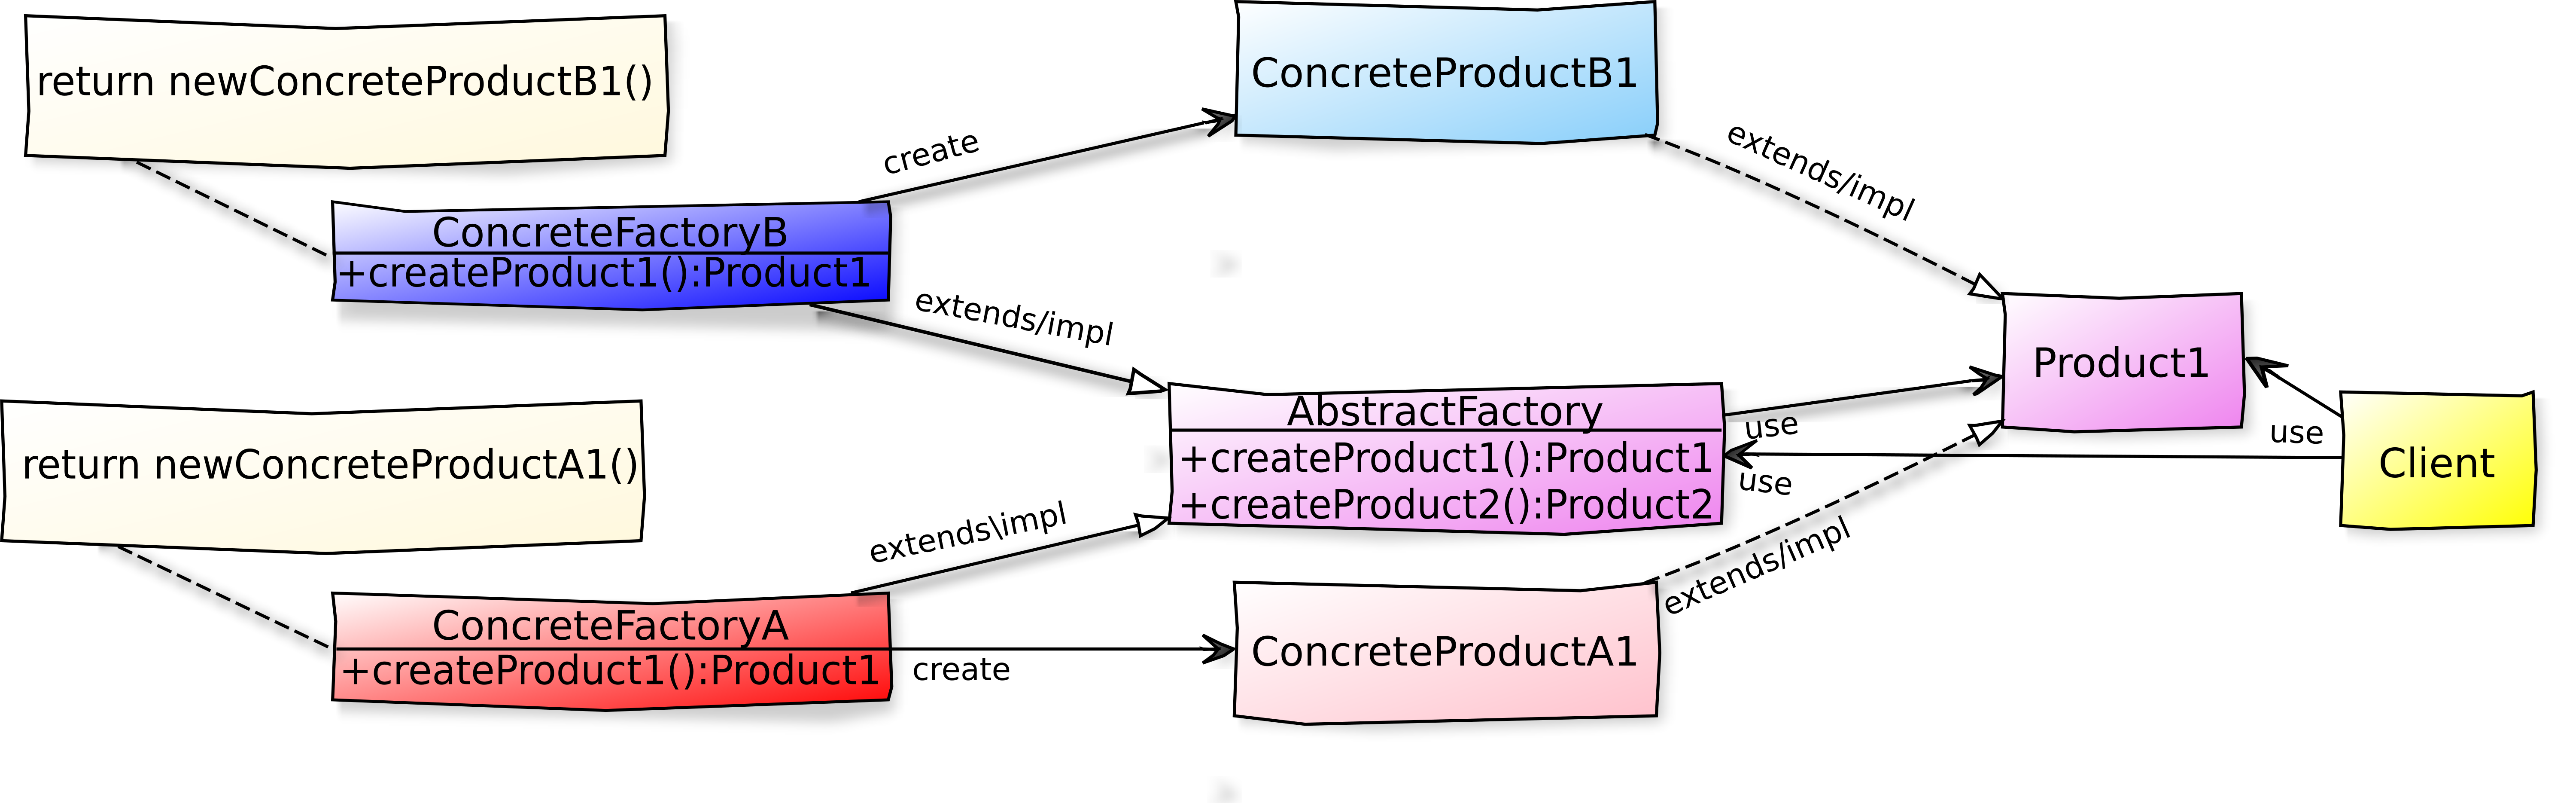 return newConcreteProductB1()
ConcreteProductB1
create
extends/impl
ConcreteFactoryB
+createProduct1():Product1
extends/impl
Product1
return newConcreteProductA1()
AbstractFactory
+createProduct1():Product1
+createProduct2():Product2
use
use
use
Client
extends\impl
extends/impl
ConcreteFactoryA
+createProduct1():Product1
create
ConcreteProductA1